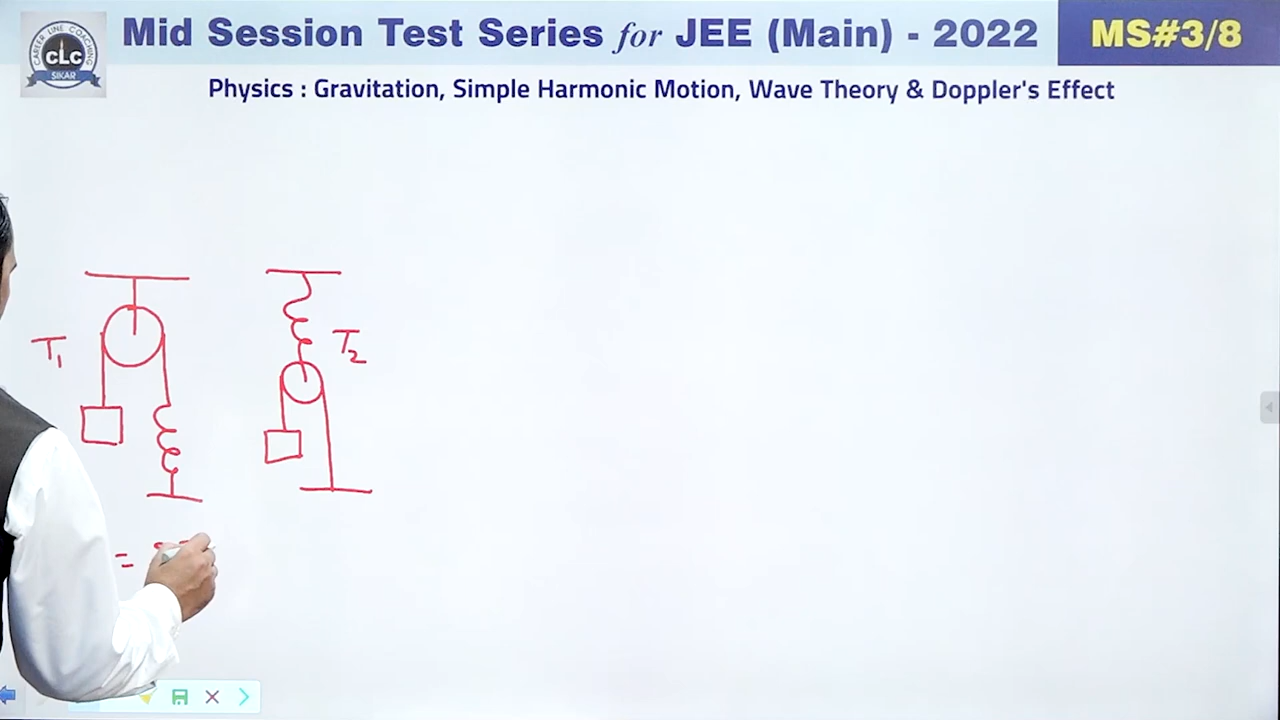 CAREER LINE COACHING
CLC
SIKAR
Mid Session Test Series for JEE (Main) - 2022
MS#3/8
Physics : Gravitation, Simple Harmonic Motion, Wave Theory & Doppler's Effect
T₁
T₂
=